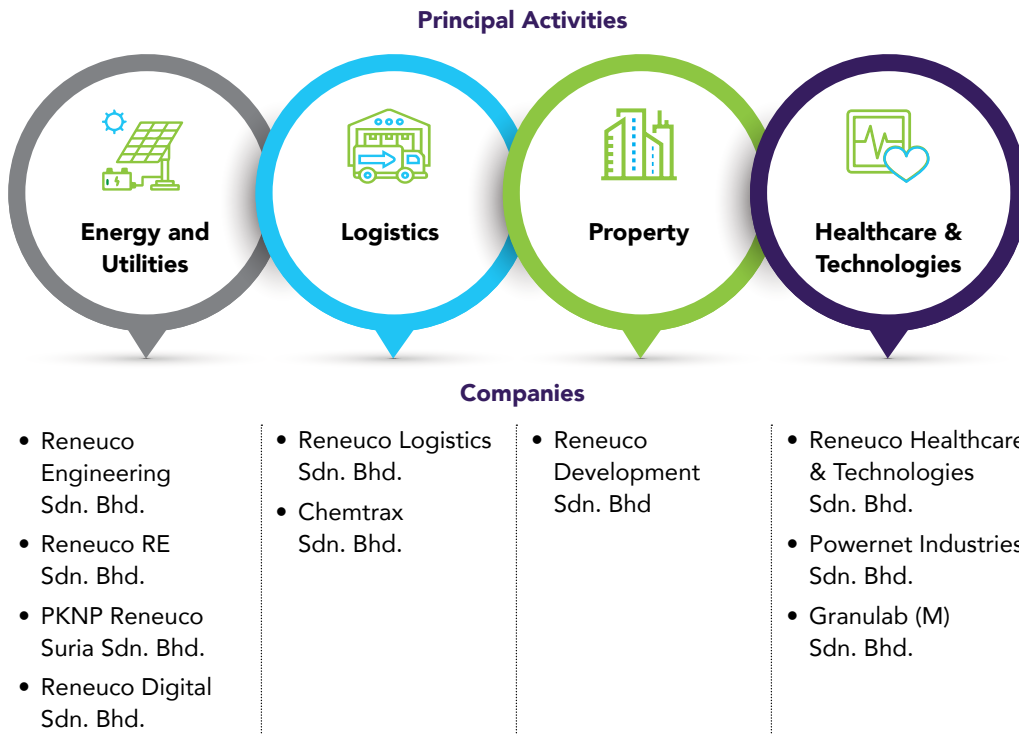 Principal Activities
Energy and
Utilities
Logistics
Property
Healthcare &
Technologies
Companies
• Reneuco
Engineering
Sdn. Bhd.
• Reneuco RE
Sdn. Bhd.
• PKNP Reneuco
Suria Sdn. Bhd.
• Reneuco Digital
Sdn. Bhd.
• Reneuco Logistics
Sdn. Bhd.
• Chemtrax
Sdn. Bhd.
• Reneuco
Development
Sdn. Bhd
• Reneuco Healthcare
& Technologies
Sdn. Bhd.
• Powernet Industries
Sdn. Bhd.
• Granulab (M)
Sdn. Bhd.